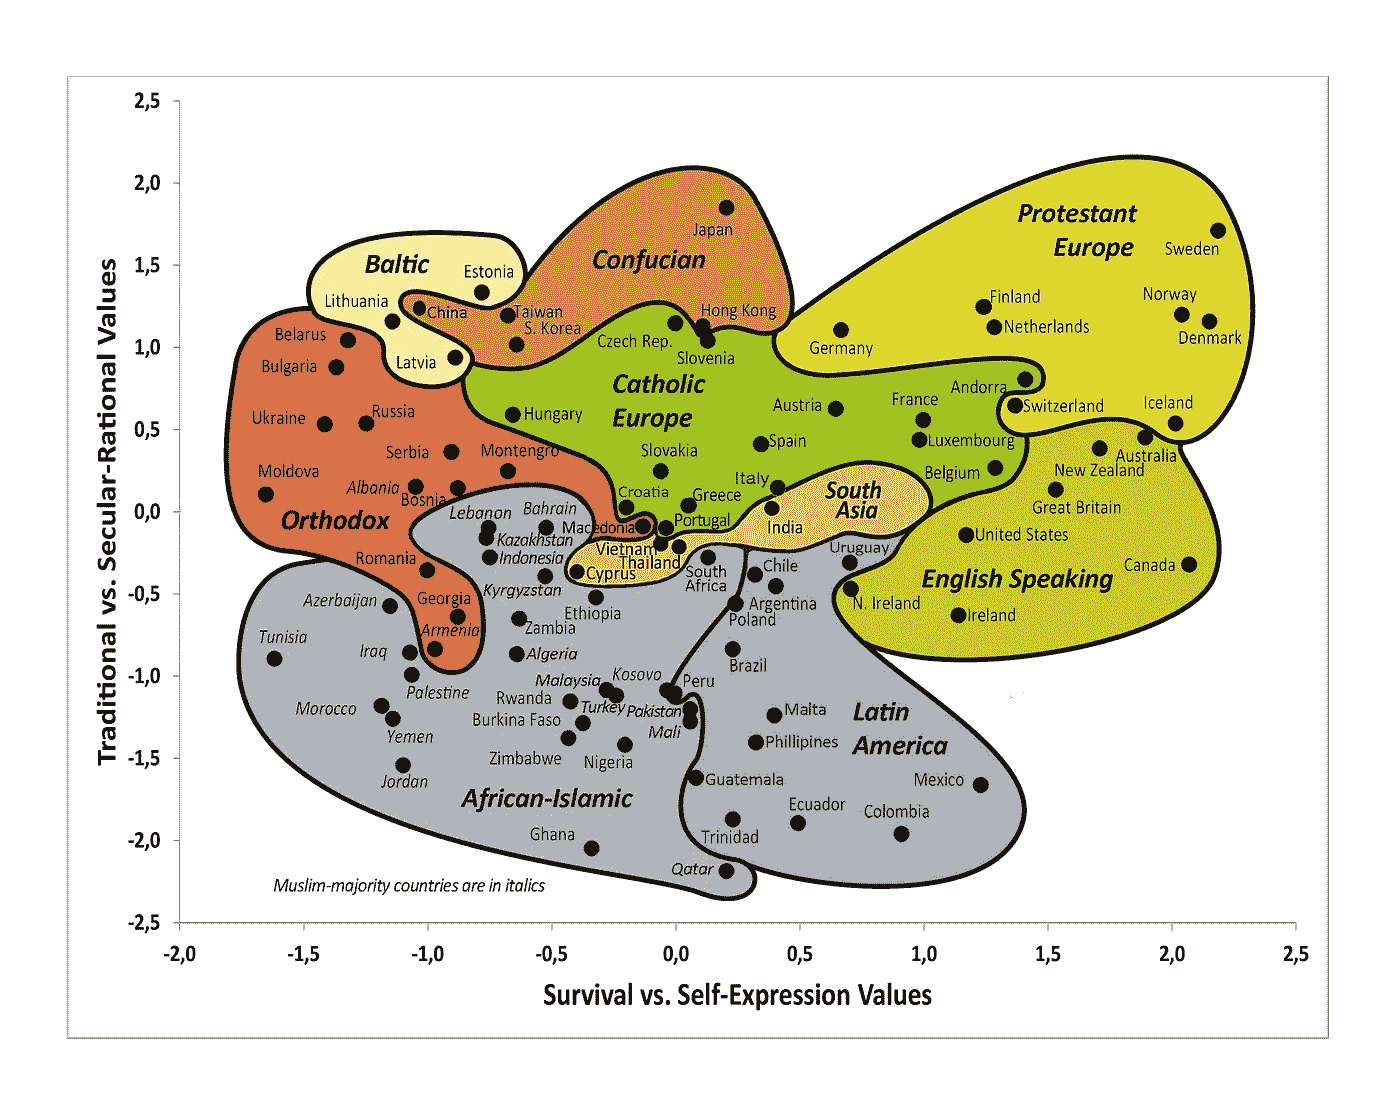 2,5
2,0
Protestant
Europe
Japan
Sweden
Confucian
1,5
Baltic
Estonia
Lithuania
China
Taiwan
S. Korea
Hong Kong
Finland
Norway
Netherlands
Denmark
Belarus
Czech Rep.
Slovenia
Germany
1,0
Latvia
Bulgaria
Catholic
Europe
Andorra
Ukraine
Russia
Hungary
Austria
France
Switzerland
Iceland
0,5
Serbia
Montengro
Slovakia
Spain
Luxembourg
Australia
Moldova
Albania
Bosnia
Italy
Belgium
New Zealand
Croatia
Greece
South
Asia
Great Britain
0,0
Orthodox
Lebanon
Bahrain
Macedonia
Portugal
India
Kazakhstan
Vietnam
Uruguay
United States
Romania
Indonesia
Thailand
Cyprus
South
Africa
Chile
English Speaking
Canada
-0,5
Kyrgyzstan
Azerbaijan
Georgia
Ethiopia
Argentina
N. Ireland
Poland
Ireland
Armenia
Zambia
Tunisia
Iraq
Algeria
Brazil
-1,0
Palestine
Malaysia
Kosovo
Peru
Rwanda
Morocco
Turkey
Pakistan
Malta
Latin
America
Burkina Faso
Yemen
Mali
Phillipines
-1,5
Zimbabwe
Nigeria
Jordan
Guatemala
Mexico
African-Islamic
Ecuador
Colombia
-2,0
Ghana
Trinidad
Qatar
Muslim-majority countries are in italics
-2,5
-2,0 -1,5 -1,0 -0,5 0,0 0,5 1,0 1,5 2,0 2,5
Survival vs. Self-Expression Values
Traditional vs. Secular-Rational Values